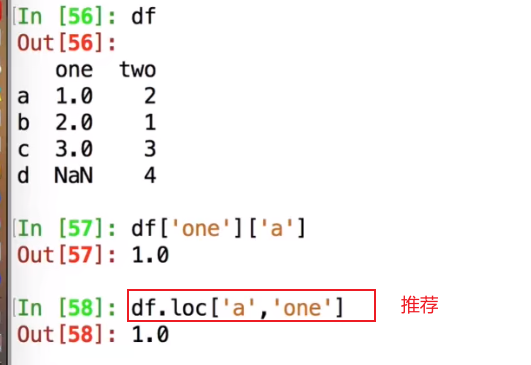 In [56]: df
Out[56]:
   one  two
a  1.0    2
b  2.0    1
c  3.0    3
d  NaN    4
In [57]: df['one']['a']
Out[57]: 1.0
In [58]: df.loc['a','one'] 推荐
Out[58]: 1.0